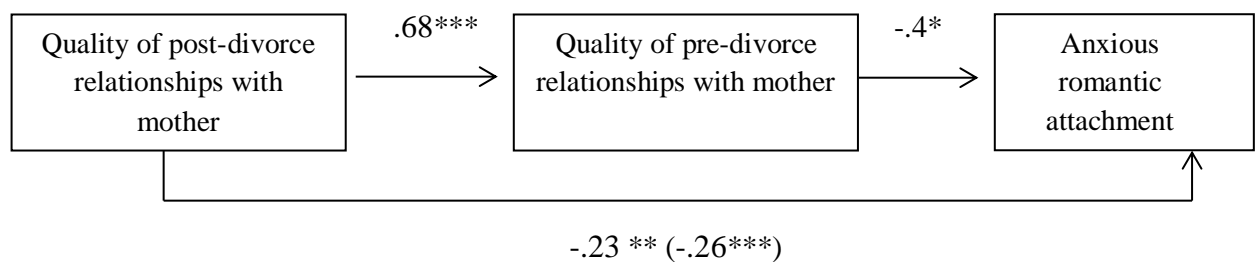 .68***
-.4*
Quality of post-divorce
relationships with
mother
Quality of pre-divorce
relationships with mother
Anxious
romantic
attachment
-.23 ** (-.26***)